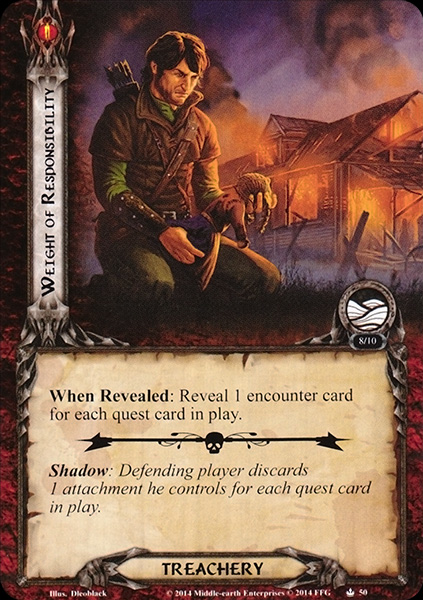 Weight of Responsibility
8/10
When Revealed: Reveal 1 encounter card
for each quest card in play.
Shadow: Defending player discards
1 attachment he controls for each quest card
in play.
TREACHERY
Illus. Dleoblack © 2014 Middle-earth Enterprises © 2014 FFG 50